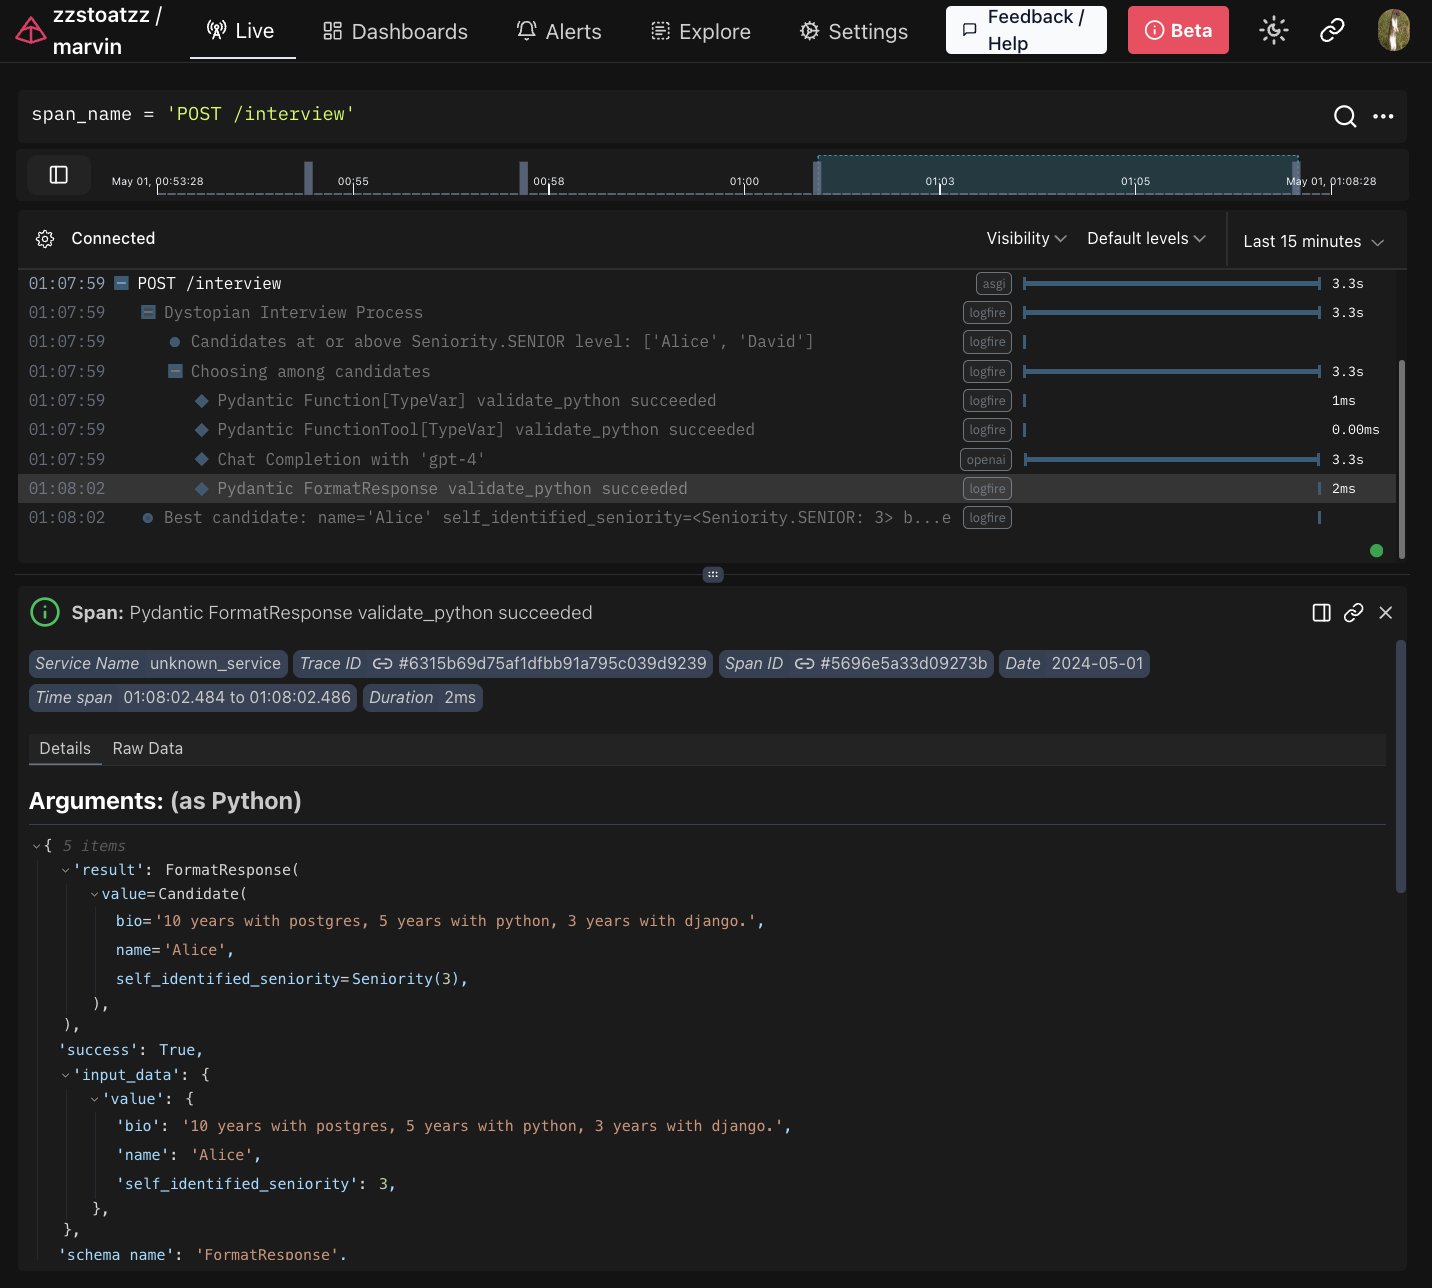 zzstoatzz /
marvin
Live
Dashboards
Alerts
Explore
Settings
Feedback /
Help
Beta
span_name = 'POST /interview'
May 01, 00:53:28
00:55
00:58
01:00
01:03
01:05
May 01, 01:08:28
Connected
Visibility
Default levels
Last 15 minutes
01:07:59 POST /interview asgi 3.3s
01:07:59 Dystopian Interview Process logfire 3.3s
01:07:59 Candidates at or above Seniority.SENIOR level: ['Alice', 'David'] logfire
01:07:59 Choosing among candidates logfire 3.3s
01:07:59 Pydantic Function[TypeVar] validate_python succeeded logfire 1ms
01:07:59 Pydantic FunctionTool[TypeVar] validate_python succeeded logfire 0.00ms
01:07:59 Chat Completion with 'gpt-4' openai 3.3s
01:08:02 Pydantic FormatResponse validate_python succeeded logfire 2ms
01:08:02 Best candidate: name='Alice' self_identified_seniority=<Seniority.SENIOR: 3> b...e logfire
Span: Pydantic FormatResponse validate_python succeeded
Service Name unknown_service Trace ID #6315b69d75af1dfbb91a795c039d9239 Span ID #5696e5a33d09273b Date 2024-05-01
Time span 01:08:02.484 to 01:08:02.486 Duration 2ms
Details Raw Data
Arguments: (as Python)
{ 5 items
'result': FormatResponse(
value=Candidate(
bio='10 years with postgres, 5 years with python, 3 years with django.',
name='Alice',
self_identified_seniority=Seniority(3),
),
),
'success': True,
'input_data': {
'value': {
'bio': '10 years with postgres, 5 years with python, 3 years with django.',
'name': 'Alice',
'self_identified_seniority': 3,
},
},
'schema_name': 'FormatResponse',